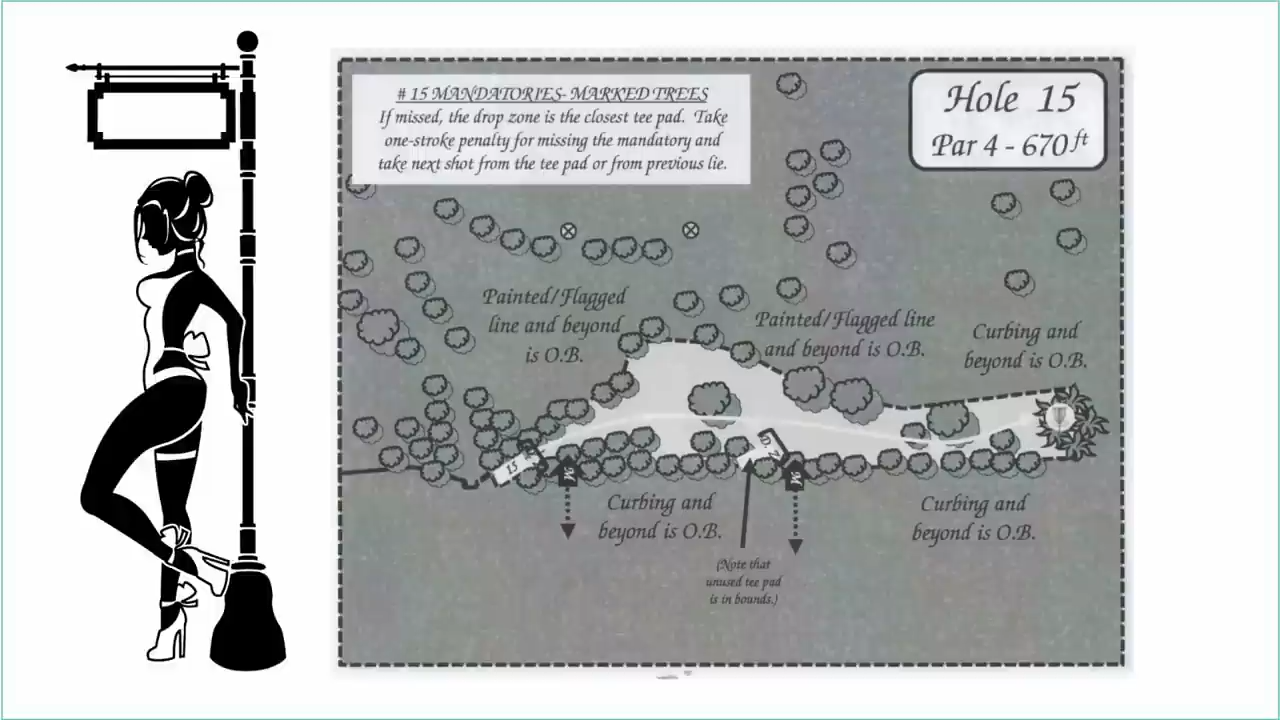 # 15 MANDATORIES- MARKED TREES
If missed, the drop zone is the closest tee pad. Take
one-stroke penalty for missing the mandatory and
take next shot from the tee pad or from previous lie.
Hole 15
Par 4 - 670ft
Painted/Flagged
line and beyond
is O.B.
Painted/Flagged line
and beyond is O.B.
Curbing and
beyond is O.B.
15
M
M
Curbing and
beyond is O.B.
Curbing and
beyond is O.B.
(Note that
unused tee pad
is in bounds.)